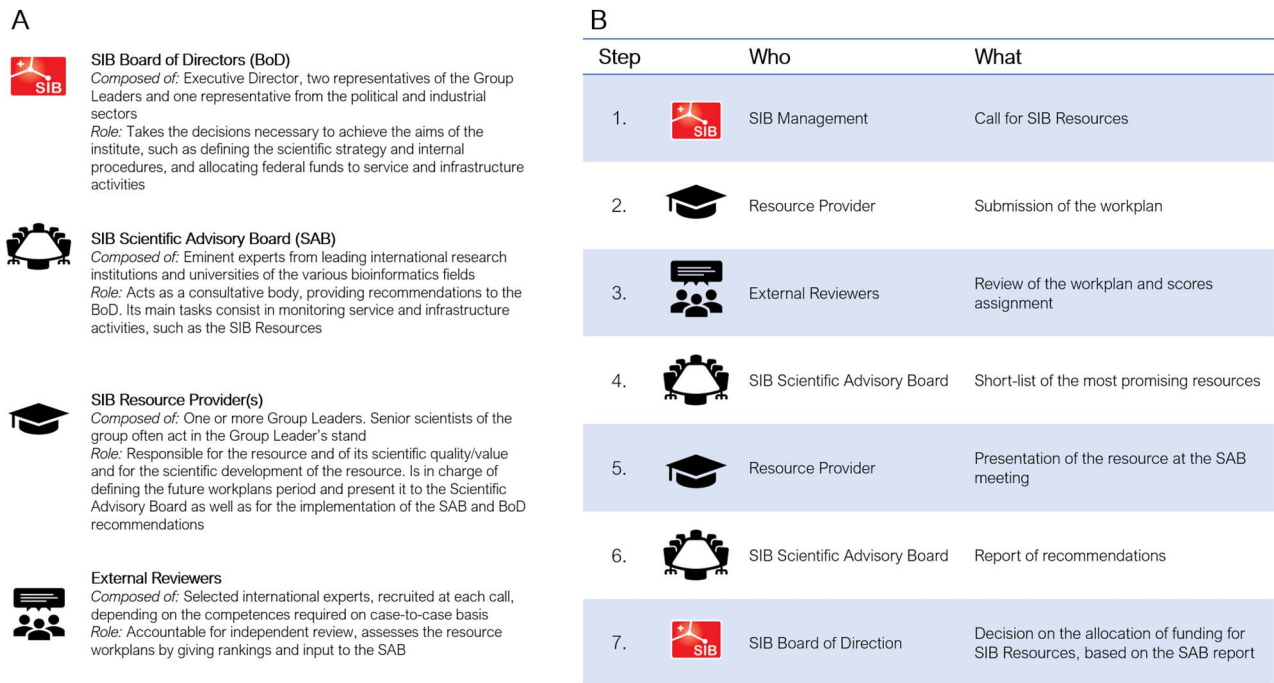 A
SIB
SIB Board of Directors (BoD)
Composed of: Executive Director, two representatives of the Group
Leaders and one representative from the political and industrial
sectors
Role: Takes the decisions necessary to achieve the aims of the
institute, such as defining the scientific strategy and internal
procedures, and allocating federal funds to service and infrastructure
activities
SIB Scientific Advisory Board (SAB)
Composed of: Eminent experts from leading international research
institutions and universities of the various bioinformatics fields
Role: Acts as a consultative body, providing recommendations to the
BoD. Its main tasks consist in monitoring service and infrastructure
activities, such as the SIB Resources
SIB Resource Provider(s)
Composed of: One or more Group Leaders. Senior scientists of the
group often act in the Group Leader's stand
Role: Responsible for the resource and of its scientific quality/value
and for the scientific development of the resource. Is in charge of
defining the future workplans period and present it to the Scientific
Advisory Board as well as for the implementation of the SAB and BoD
recommendations
External Reviewers
Composed of: Selected international experts, recruited at each call,
depending on the competences required on case-to-case basis
Role: Accountable for independent review, assesses the resource
workplans by giving rankings and input to the SAB
B
Step Who What
1. SIB SIB Management Call for SIB Resources
2. Resource Provider Submission of the workplan
3. External Reviewers Review of the workplan and scores
assignment
4. SIB Scientific Advisory Board Short-list of the most promising resources
5. Resource Provider Presentation of the resource at the SAB
meeting
6. SIB Scientific Advisory Board Report of recommendations
7. SIB SIB Board of Direction Decision on the allocation of funding for
SIB Resources, based on the SAB report